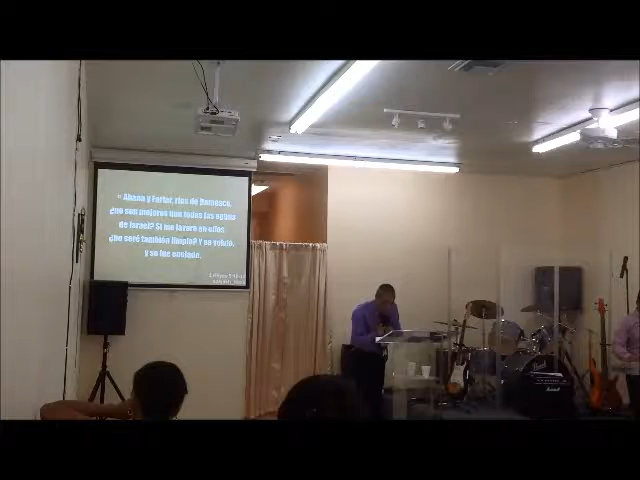 Abana y Farfar, ríos de Damasco,
¿no son mejores que todas las aguas
de Israel? Si me lavare en ellos
¿no seré también limpio? Y se volvió,
y se fue enojado.